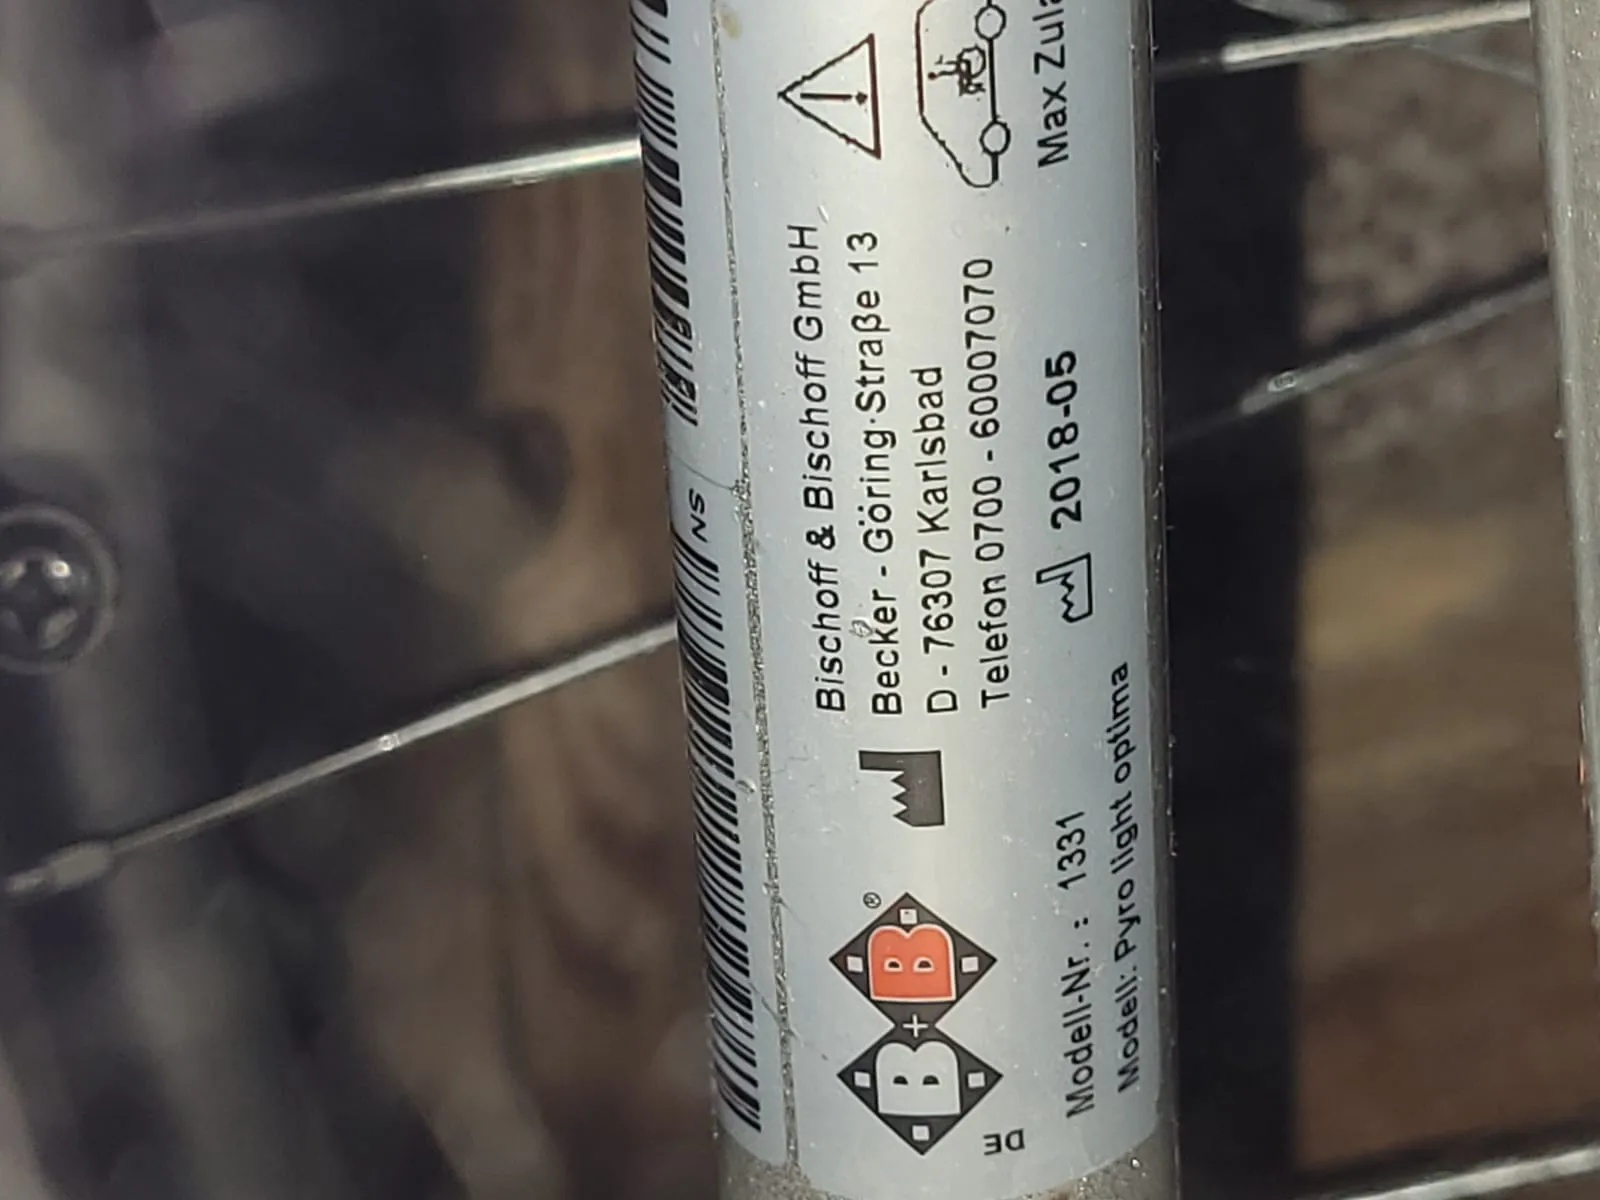 SN
Bischoff & Bischoff GmbH
Becker - Göring-Straße 13
D - 76307 Karlsbad
Telefon 0700 - 60007070
2018-05
Max Zula
B+B®
DE
Modell-Nr.: 1331
Modell: Pyro light optima